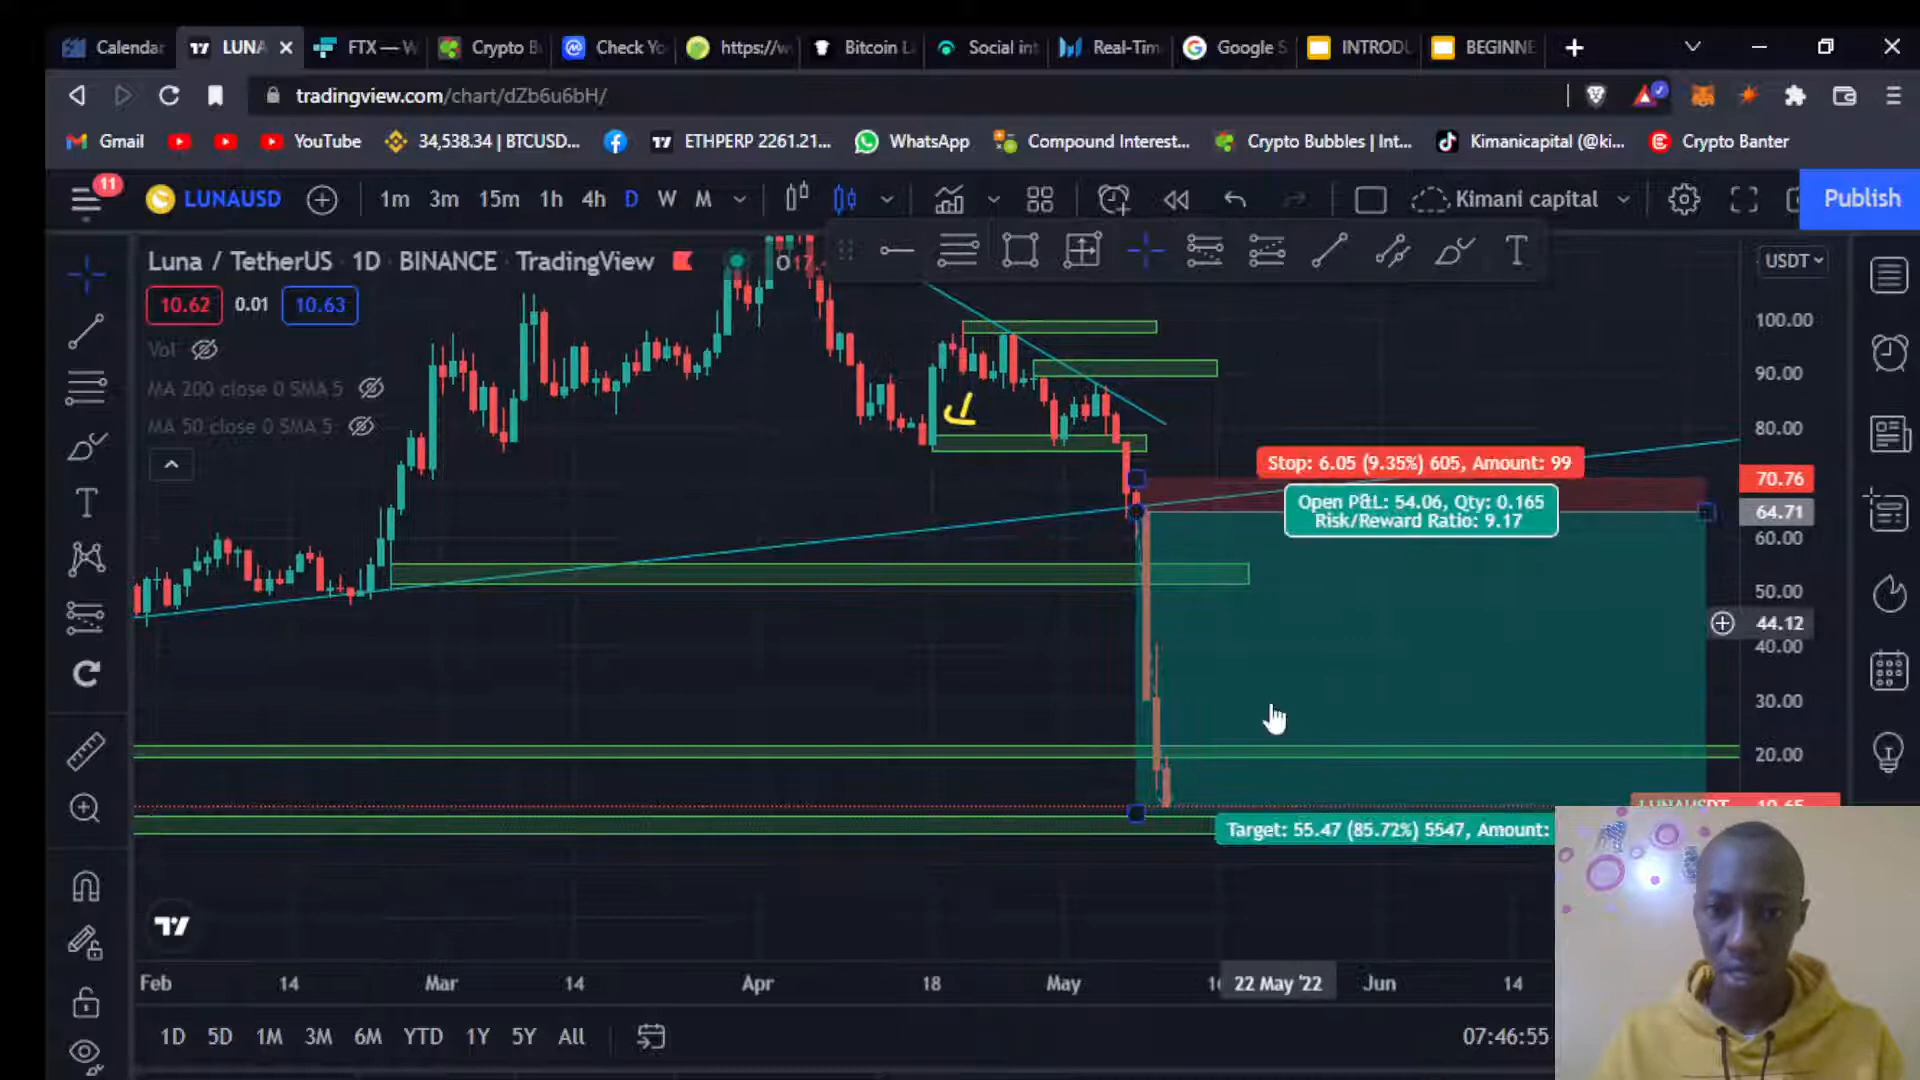 Calendar LUNA FTX — W Crypto B Check Yo https://w Bitcoin L Social int Real-Tim Google S INTRODU BEGINNE
tradingview.com/chart/dZb6u6bH/
Gmail YouTube 34,538.34 | BTCUSD... ETHPERP 2261.21... WhatsApp Compound Interest... Crypto Bubbles | Int... Kimanicapital (@ki... Crypto Banter
11 LUNAUSD 1m 3m 15m 1h 4h D W M Kimani capital Publish
Luna / TetherUS · 1D · BINANCE · TradingView O17. USDT
10.62 0.01 10.63
Vol
MA 200 close 0 SMA 5
MA 50 close 0 SMA 5
100.00
90.00
80.00
70.76
64.71
60.00
50.00
44.12
40.00
30.00
20.00
LUNAUSDT 10.65
Stop: 6.05 (9.35%) 605, Amount: 99
Open P&L: 54.06, Qty: 0.165
Risk/Reward Ratio: 9.17
Target: 55.47 (85.72%) 5547, Amount:
Feb 14 Mar 14 Apr 18 May 22 May '22 Jun 14
1D 5D 1M 3M 6M YTD 1Y 5Y All 07:46:55